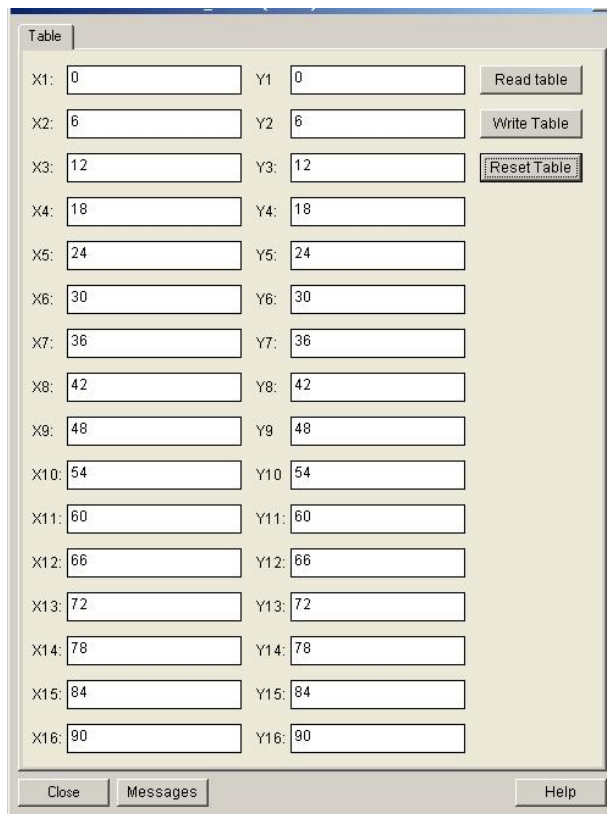 Table
X1: 0 Y1 0 Read table
X2: 6 Y2 6 Write Table
X3: 12 Y3: 12 Reset Table
X4: 18 Y4: 18
X5: 24 Y5: 24
X6: 30 Y6: 30
X7: 36 Y7: 36
X8: 42 Y8: 42
X9: 48 Y9 48
X10: 54 Y10 54
X11: 60 Y11: 60
X12: 66 Y12: 66
X13: 72 Y13: 72
X14: 78 Y14: 78
X15: 84 Y15: 84
X16: 90 Y16: 90
Close Messages Help